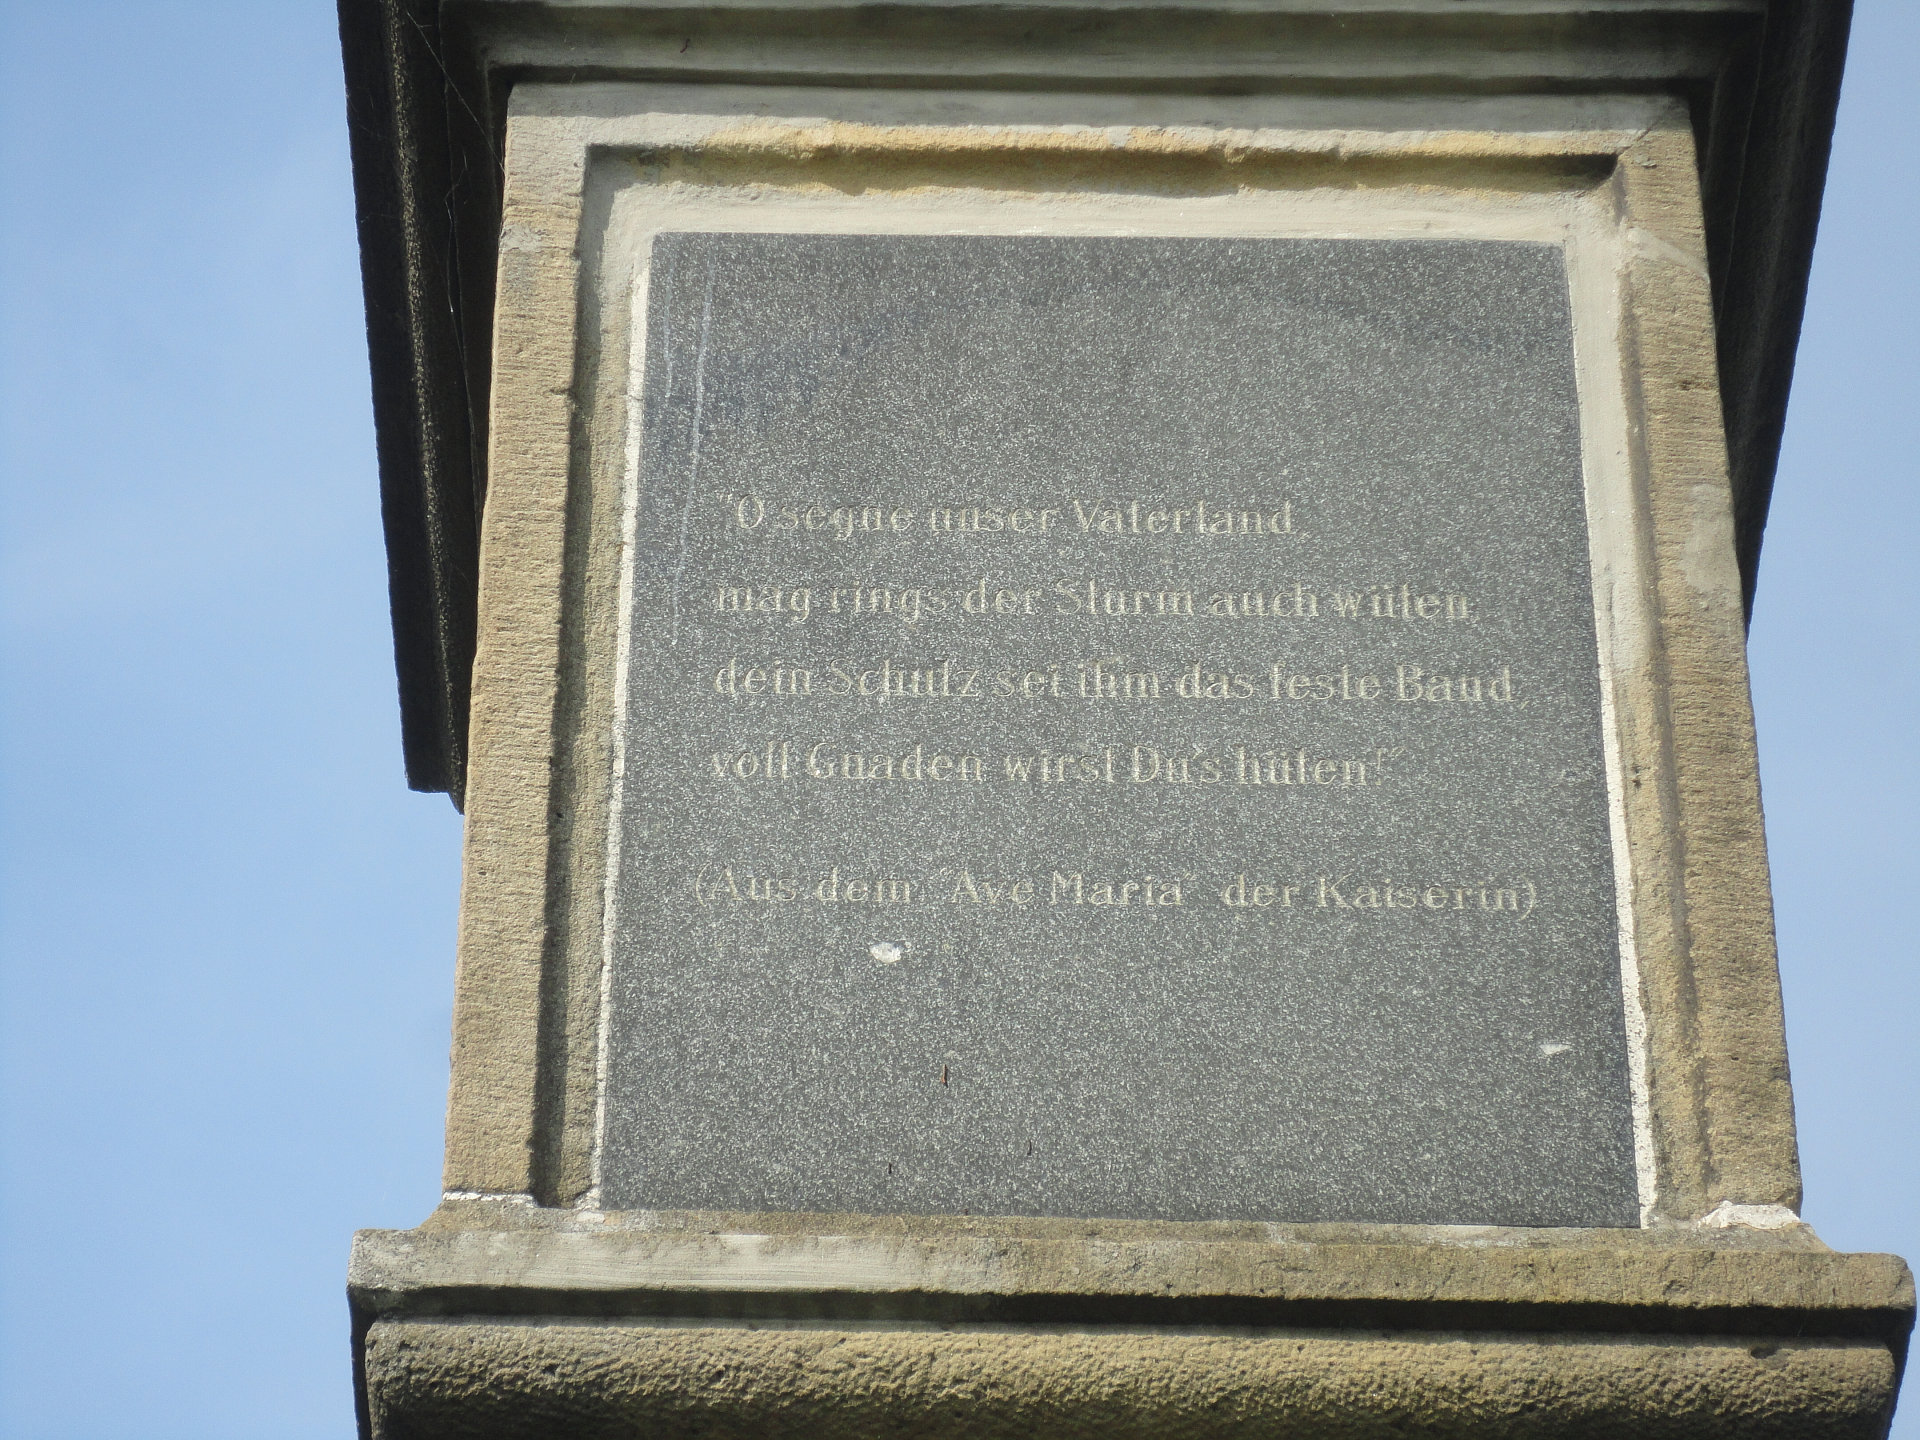 "O segne unser Vaterland
mag rings der Sturm auch wüten
dein Schutz sei ihm das feste Band,
voll Gnaden wirst Du's hüten!"
(Aus dem "Ave Maria" der Kaiserin)